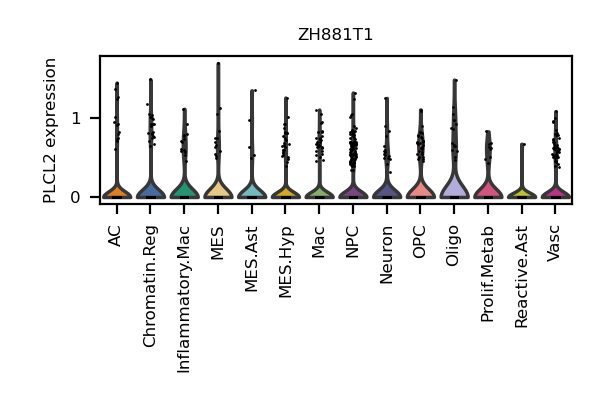 ZH881T1
PLCL2 expression
1
0
AC
Chromatin.Reg
Inflammatory.Mac
MES
MES.Ast
MES.Hyp
Mac
NPC
Neuron
OPC
Oligo
Prolif.Metab
Reactive.Ast
Vasc